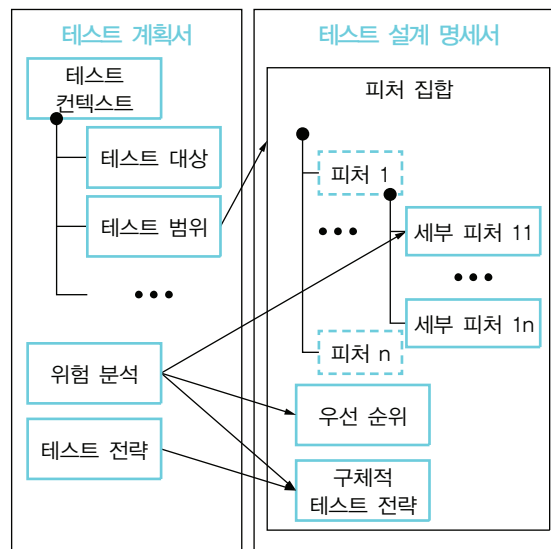 테스트 계획서
테스트
컨텍스트
테스트 대상
테스트 범위
위험 분석
테스트 전략
테스트 설계 명세서
피처 집합
피처 1
세부 피처 11
세부 피처 1n
피처 n
우선 순위
구체적
테스트 전략